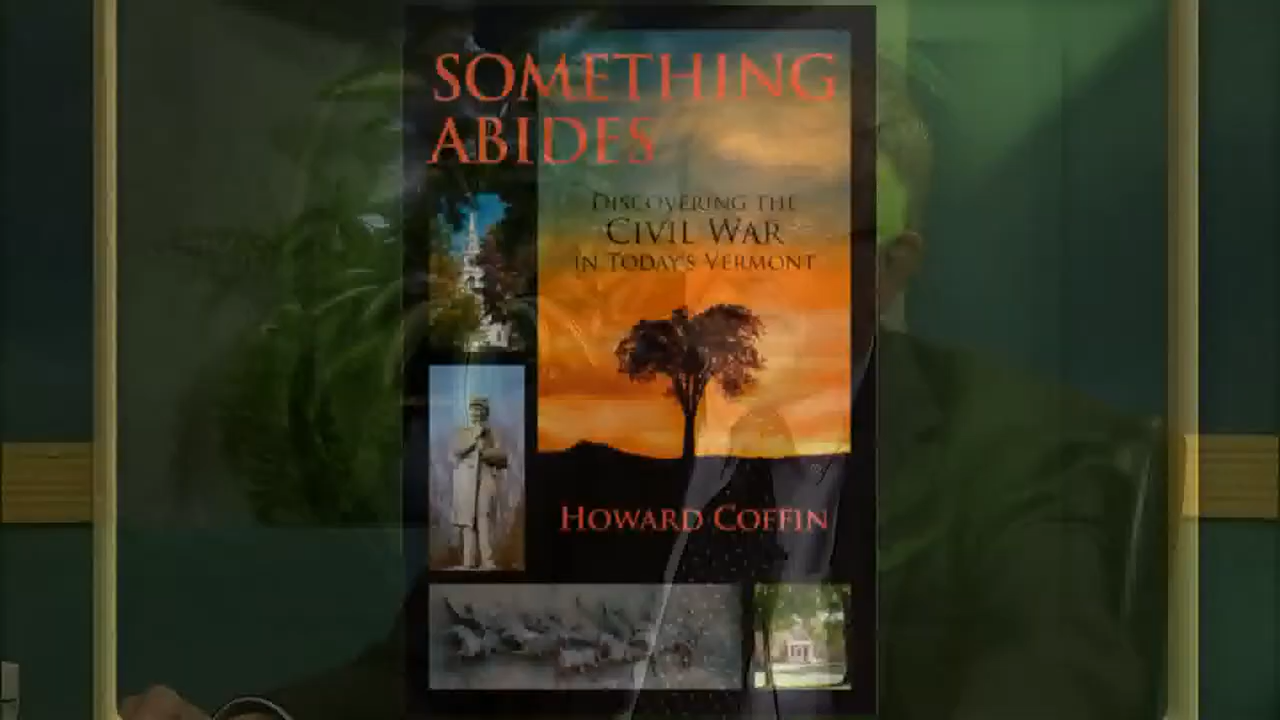 SOMETHING
ABIDES
DISCOVERING THE
CIVIL WAR
IN TODAY'S VERMONT
HOWARD COFFIN